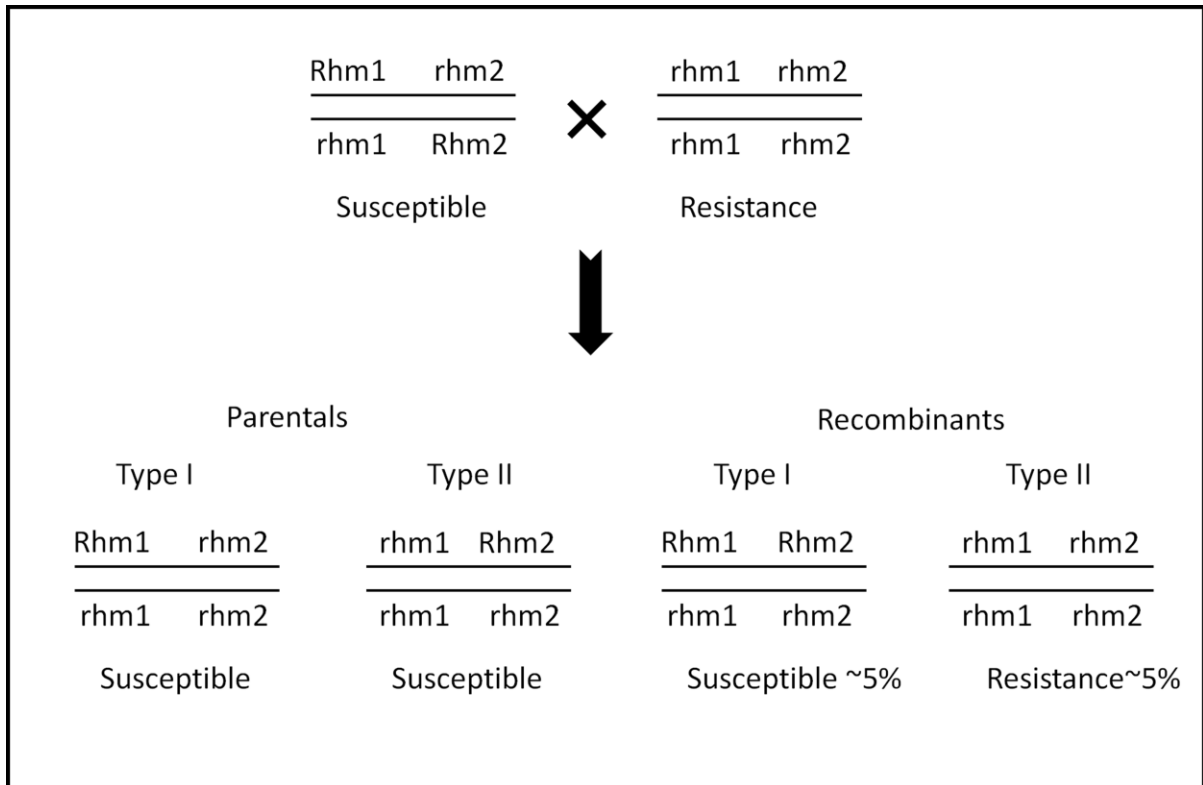 Rhm1 rhm2 rhm1 rhm2
rhm1 Rhm2 rhm1 rhm2
Susceptible Resistance
Parentals Recombinants
Type I Type II Type I Type II
Rhm1 rhm2 rhm1 Rhm2 Rhm1 Rhm2 rhm1 rhm2
rhm1 rhm2 rhm1 rhm2 rhm1 rhm2 rhm1 rhm2
Susceptible Susceptible Susceptible ~5% Resistance~5%